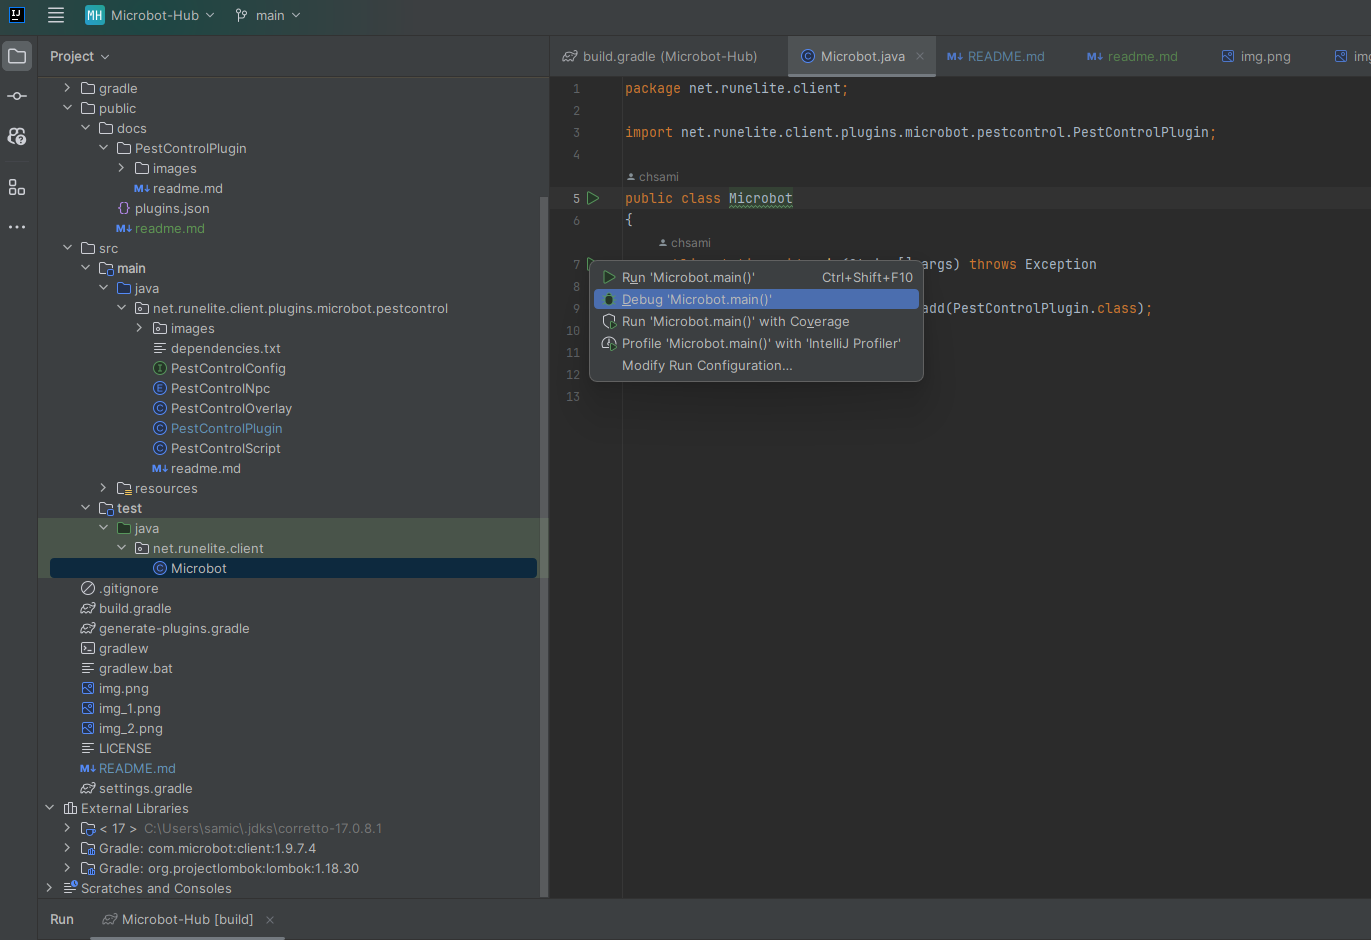 MH Microbot-Hub main
Project
build.gradle (Microbot-Hub)
Microbot.java
README.md
readme.md
img.png
gradle
public
docs
PestControlPlugin
images
readme.md
plugins.json
readme.md
src
main
java
net.runelite.client.plugins.microbot.pestcontrol
images
dependencies.txt
PestControlConfig
PestControlNpc
PestControlOverlay
PestControlPlugin
PestControlScript
readme.md
resources
test
java
net.runelite.client
Microbot
.gitignore
build.gradle
generate-plugins.gradle
gradlew
gradlew.bat
img.png
img_1.png
img_2.png
LICENSE
README.md
settings.gradle
External Libraries
< 17 > C:\Users\samic\.jdks\corretto-17.0.8.1
Gradle: com.microbot:client:1.9.7.4
Gradle: org.projectlombok:lombok:1.18.30
Scratches and Consoles
1 package net.runelite.client;
2
3 import net.runelite.client.plugins.microbot.pestcontrol.PestControlPlugin;
4
chsami
5 public class Microbot
6 {
chsami
7 args) throws Exception
8
9 add(PestControlPlugin.class);
10
11
12
13
Run 'Microbot.main()' Ctrl+Shift+F10
Debug 'Microbot.main()'
Run 'Microbot.main()' with Coverage
Profile 'Microbot.main()' with 'IntelliJ Profiler'
Modify Run Configuration...
Run
Microbot-Hub [build]